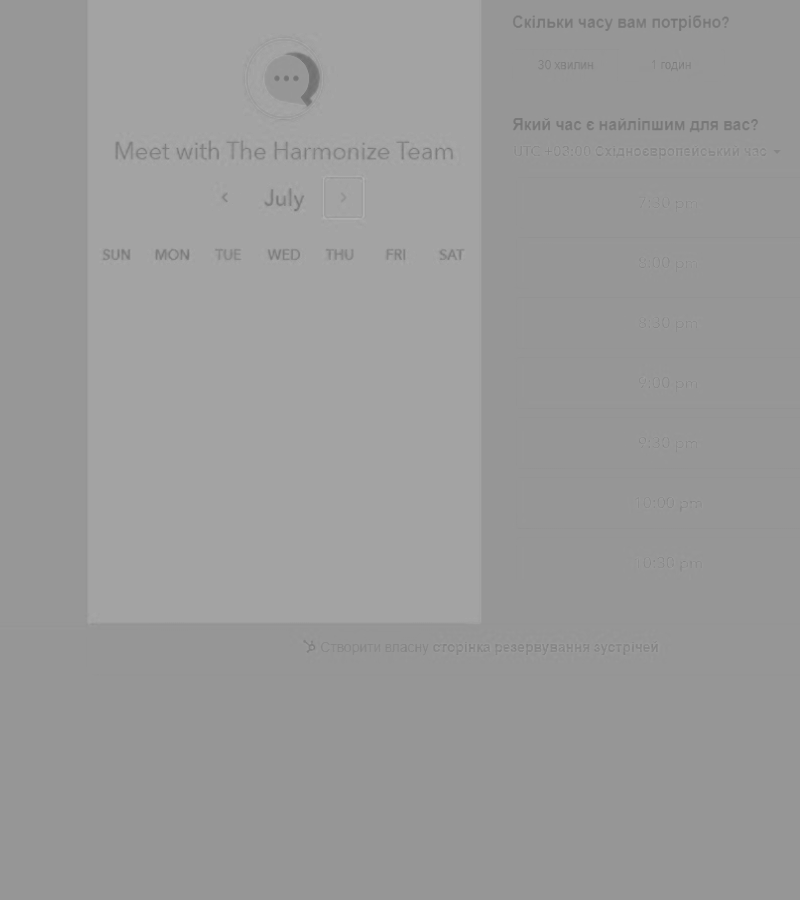 Meet with The Harmonize Team
July
SUN MON TUE WED THU FRI SAT
Скільки часу вам потрібно?
30 хвилин 1 годин
Який час є найліпшим для вас?
UTC +03:00 Східноєвропейський час
7:30 pm
8:00 pm
8:30 pm
9:00 pm
9:30 pm
10:00 pm
10:30 pm
Створити власну сторінка резервування зустрічей